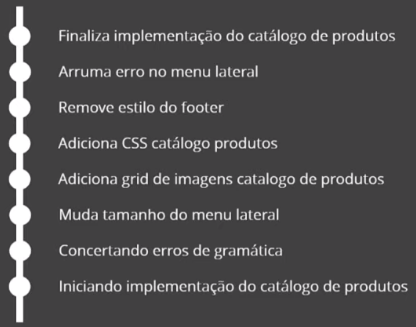 Finaliza implementação do catálogo de produtos
Arruma erro no menu lateral
Remove estilo do footer
Adiciona CSS catálogo produtos
Adiciona grid de imagens catalogo de produtos
Muda tamanho do menu lateral
Concertando erros de gramática
Iniciando implementação do catálogo de produtos